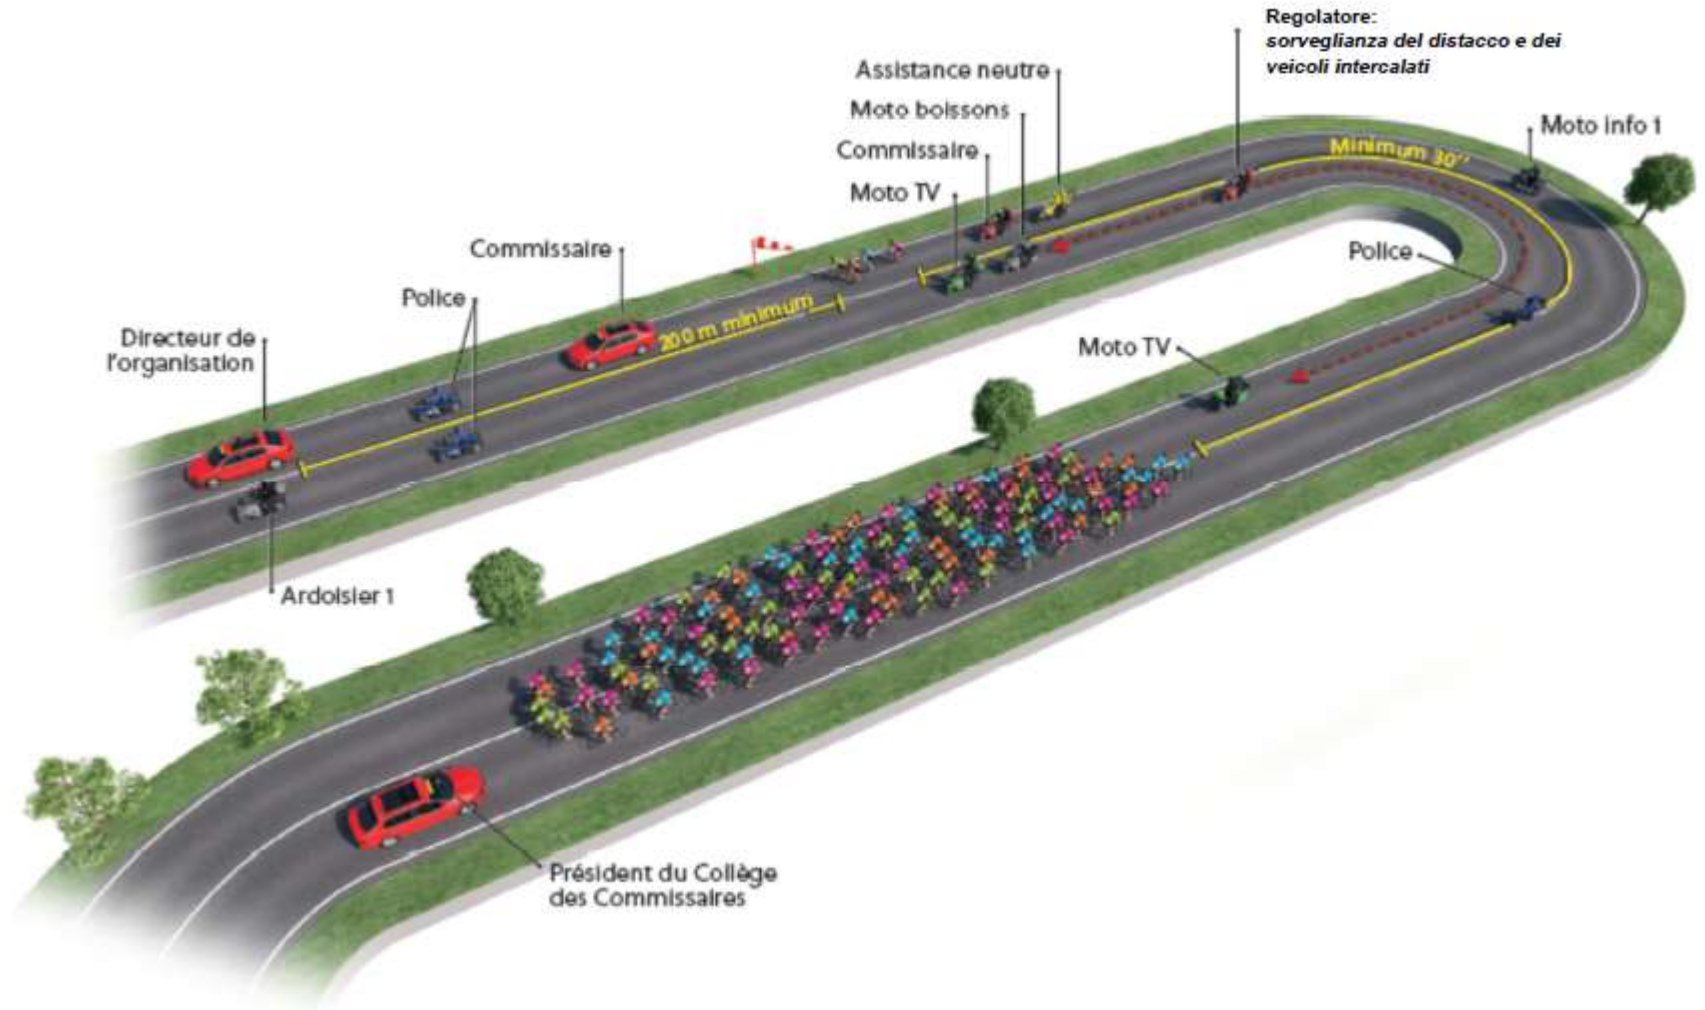 Regolatore:
sorveglianza del distacco e dei
veicoli intercalati
Assistance neutre
Moto boissons
Commissaire
Moto TV
Moto info 1
Minimum 30''
Commissaire
Police
Police
200 m minimum
Directeur de
l'organisation
Moto TV
Ardoisier 1
Président du Collège
des Commissaires